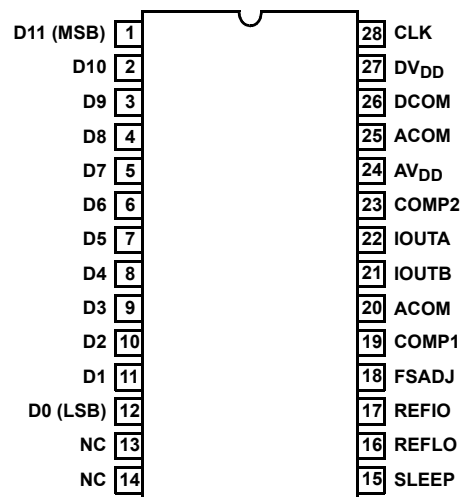 D11 (MSB) 1 28 CLK
D10 2 27 DVDD
D9 3 26 DCOM
D8 4 25 ACOM
D7 5 24 AVDD
D6 6 23 COMP2
D5 7 22 IOUTA
D4 8 21 IOUTB
D3 9 20 ACOM
D2 10 19 COMP1
D1 11 18 FSADJ
D0 (LSB) 12 17 REFIO
NC 13 16 REFLO
NC 14 15 SLEEP